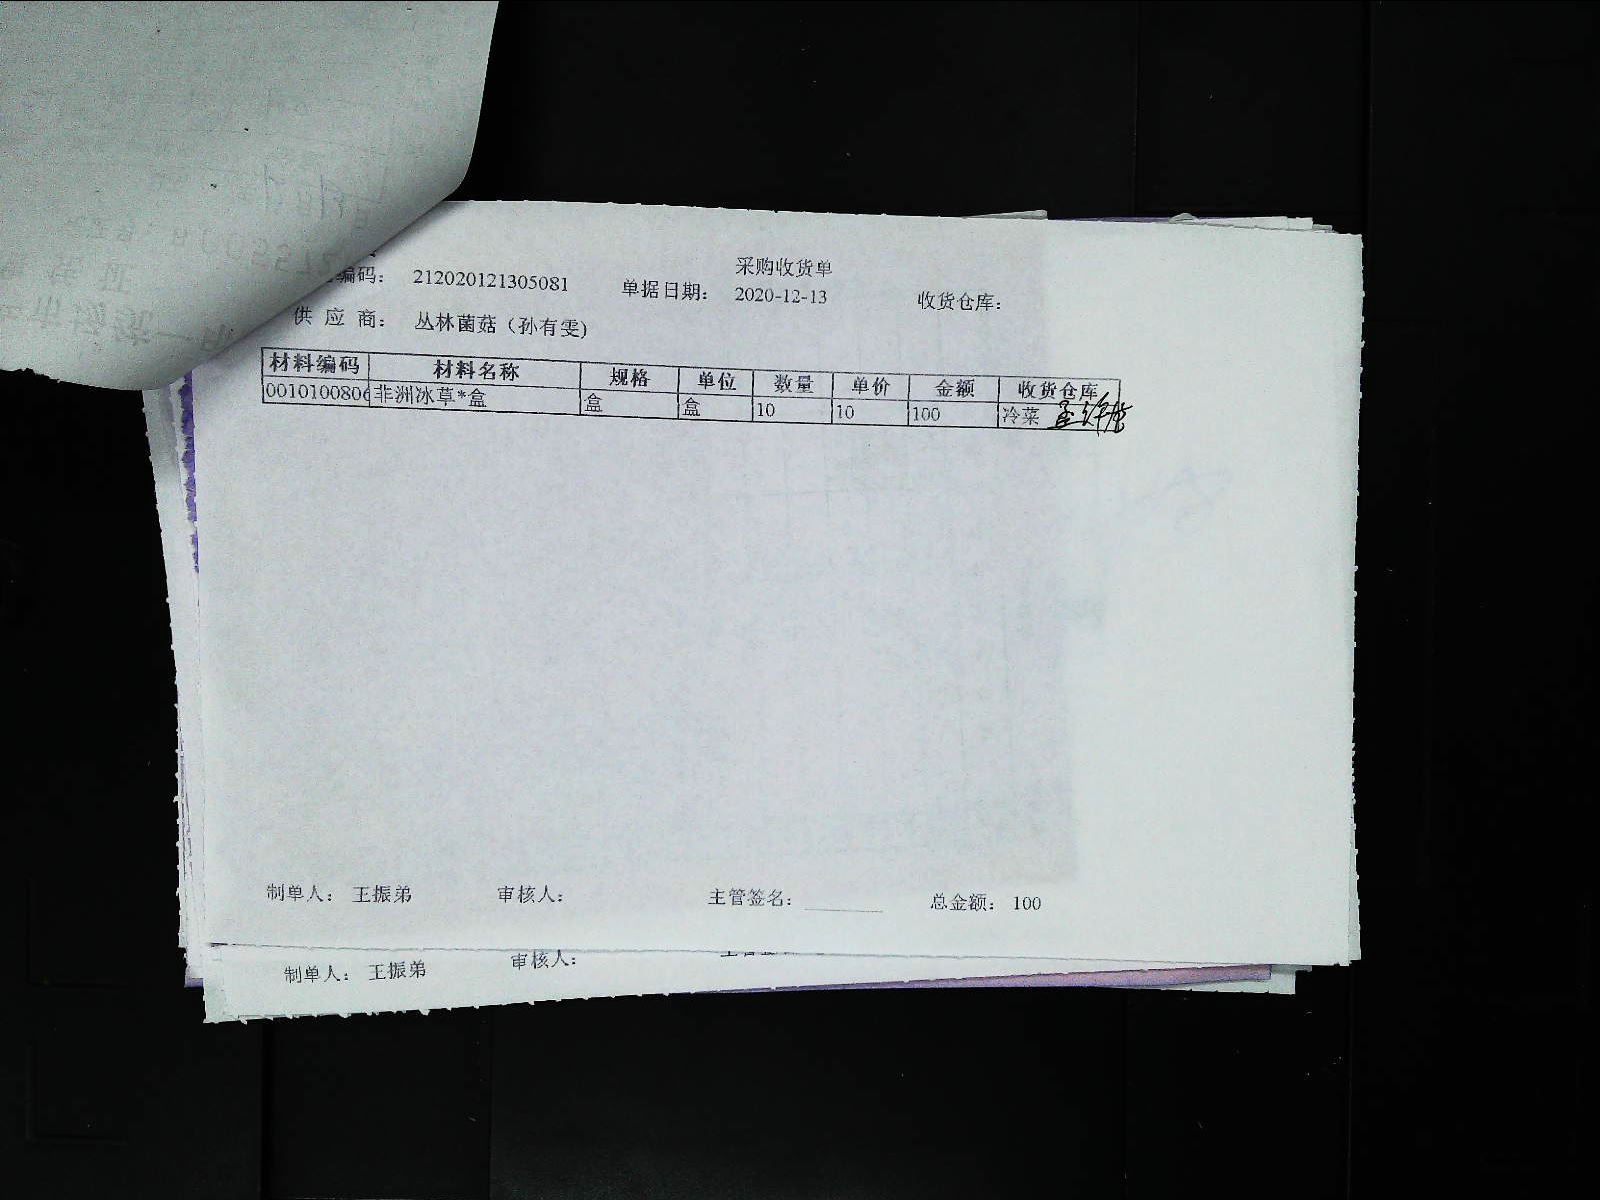 采购收货单
编码： 212020121305081 单据日期： 2020-12-13 收货仓库：
供 应 商： 丛林菌菇（孙有雯)
材料编码 材料名称 规格 单位 数量 单价 金额 收货仓库
0010100806 非洲冰草*盒 盒 盒 10 10 100 冷菜
制单人： 王振弟 审核人： 主管签名： 总金额： 100
制单人： 王振弟 审核人：